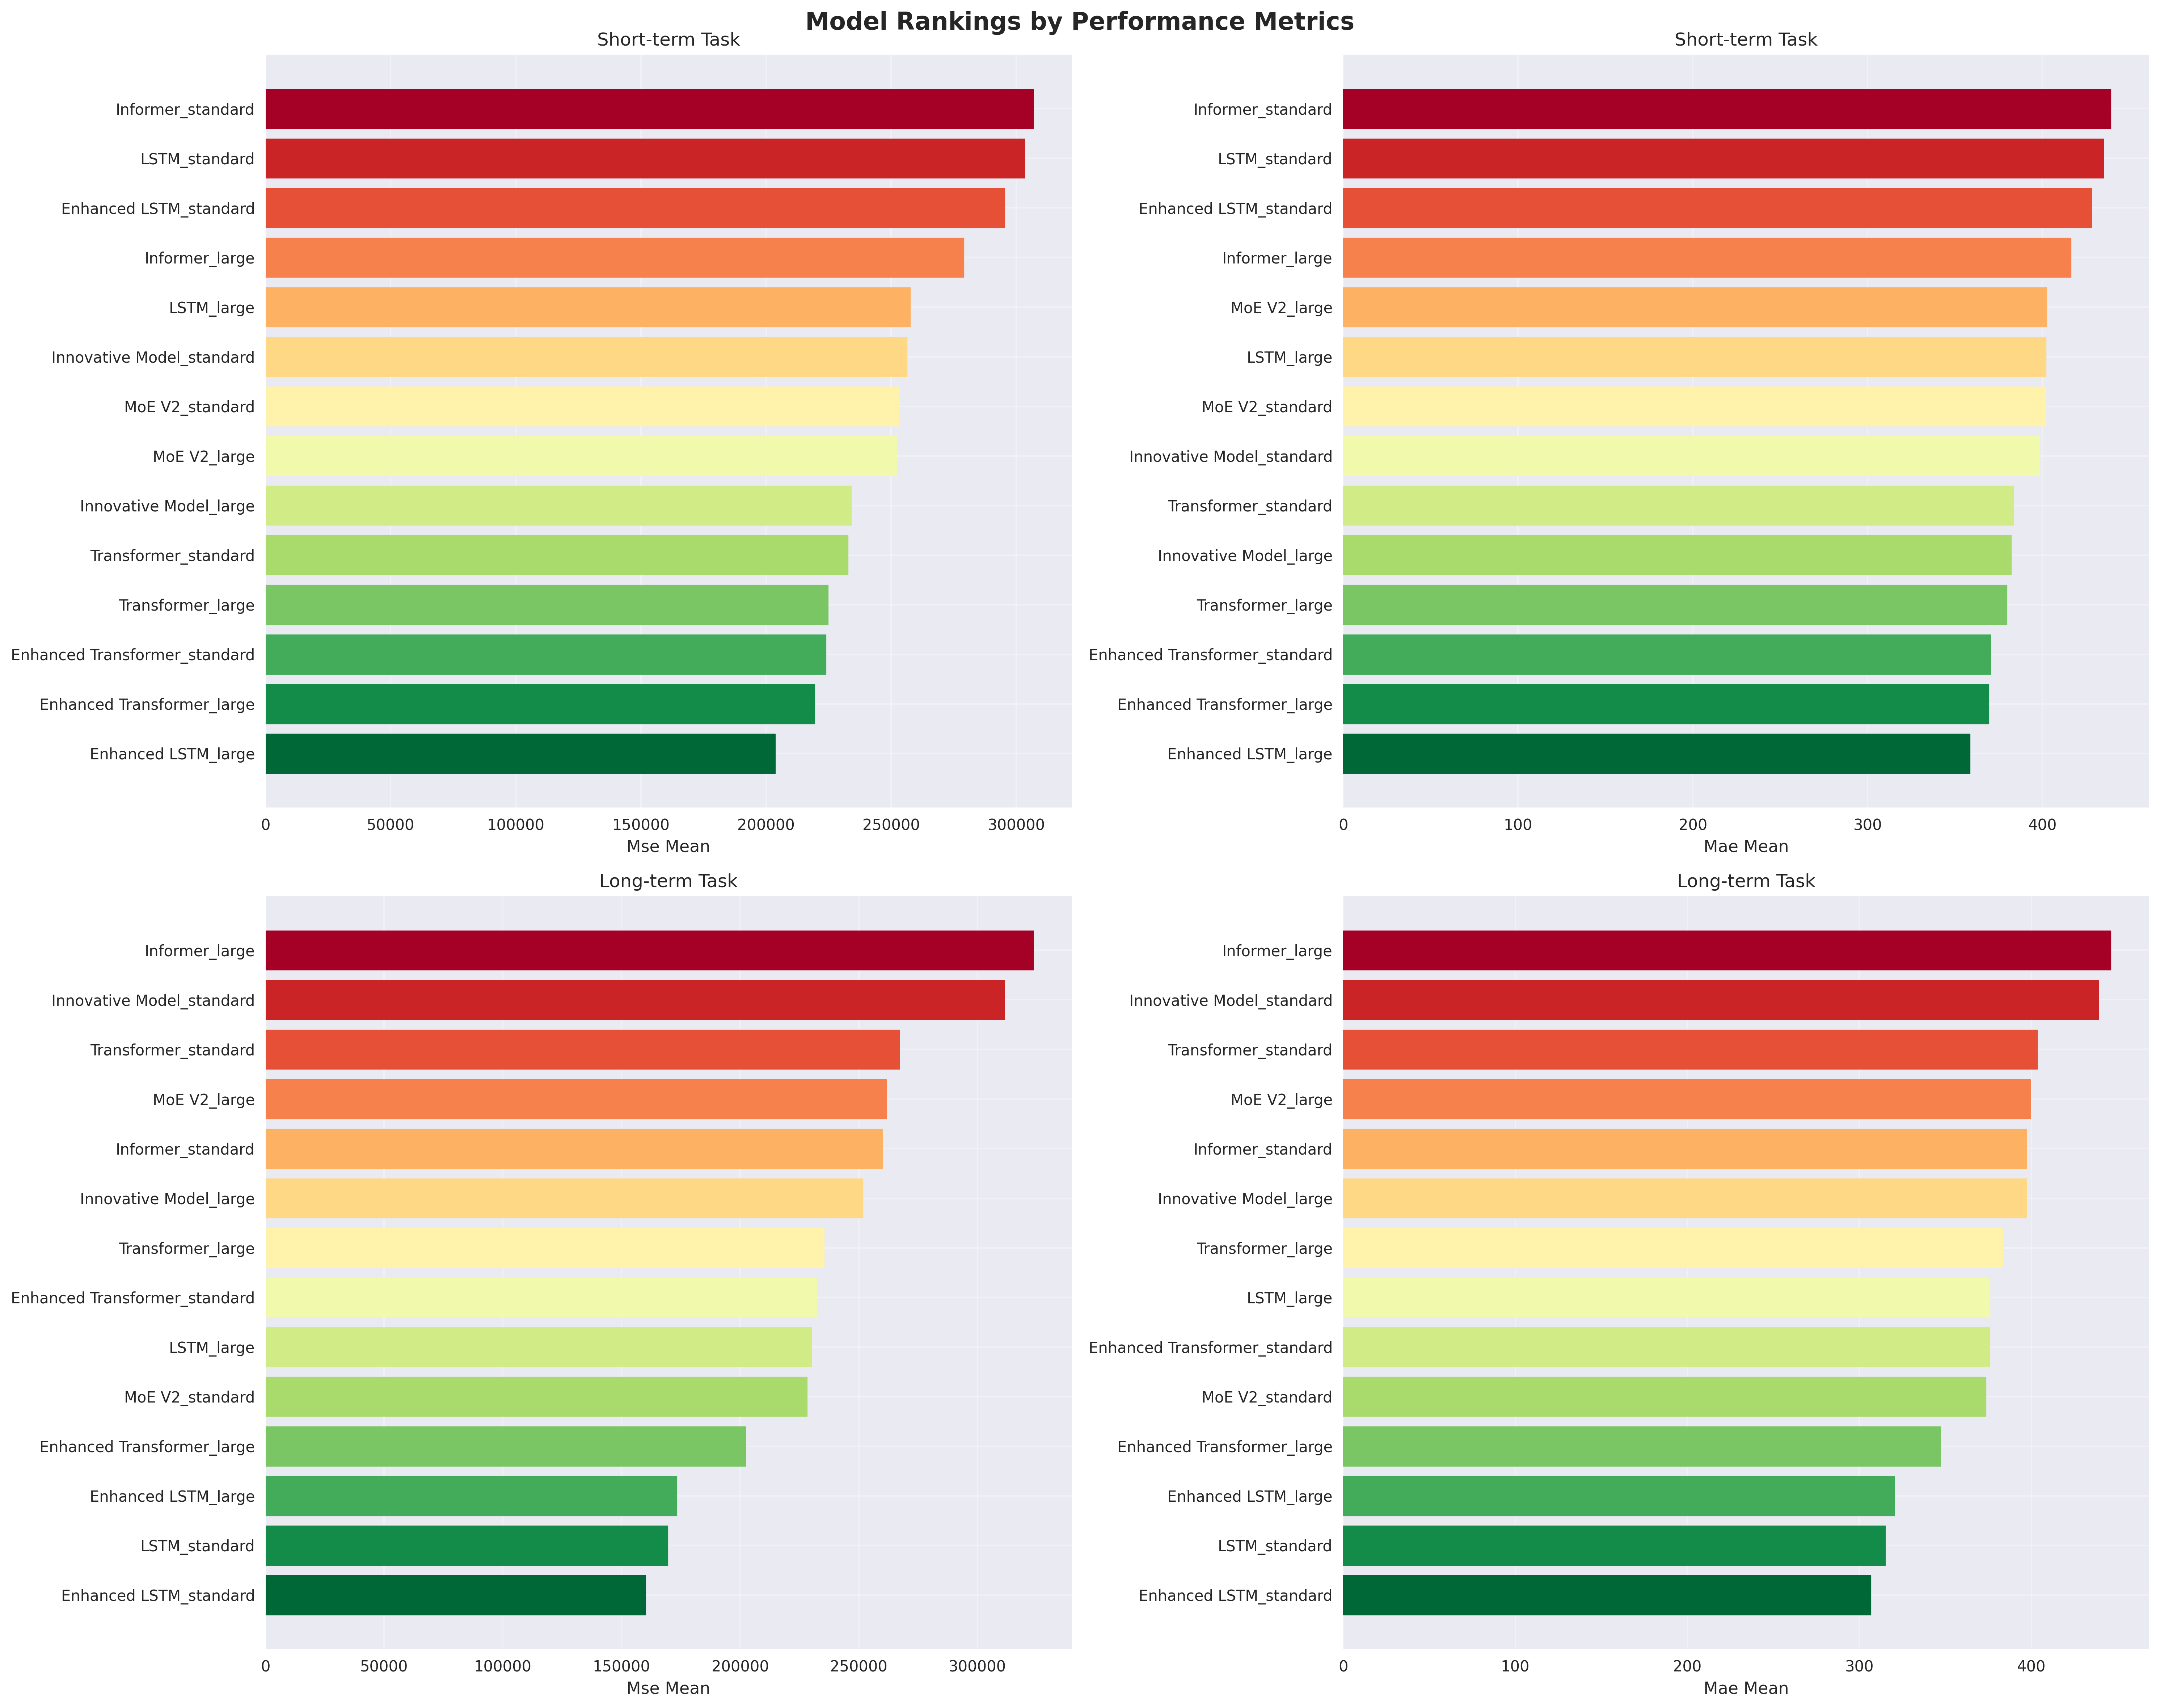 Model Rankings by Performance Metrics
Short-term Task
Informer_standard
LSTM_standard
Enhanced LSTM_standard
Informer_large
LSTM_large
Innovative Model_standard
MoE V2_standard
MoE V2_large
Innovative Model_large
Transformer_standard
Transformer_large
Enhanced Transformer_standard
Enhanced Transformer_large
Enhanced LSTM_large
0 50000 100000 150000 200000 250000 300000
Mse Mean
Short-term Task
Informer_standard
LSTM_standard
Enhanced LSTM_standard
Informer_large
MoE V2_large
LSTM_large
MoE V2_standard
Innovative Model_standard
Transformer_standard
Innovative Model_large
Transformer_large
Enhanced Transformer_standard
Enhanced Transformer_large
Enhanced LSTM_large
0 100 200 300 400
Mae Mean
Long-term Task
Informer_large
Innovative Model_standard
Transformer_standard
MoE V2_large
Informer_standard
Innovative Model_large
Transformer_large
Enhanced Transformer_standard
LSTM_large
MoE V2_standard
Enhanced Transformer_large
Enhanced LSTM_large
LSTM_standard
Enhanced LSTM_standard
0 50000 100000 150000 200000 250000 300000
Mse Mean
Long-term Task
Informer_large
Innovative Model_standard
Transformer_standard
MoE V2_large
Informer_standard
Innovative Model_large
Transformer_large
LSTM_large
Enhanced Transformer_standard
MoE V2_standard
Enhanced Transformer_large
Enhanced LSTM_large
LSTM_standard
Enhanced LSTM_standard
0 100 200 300 400
Mae Mean